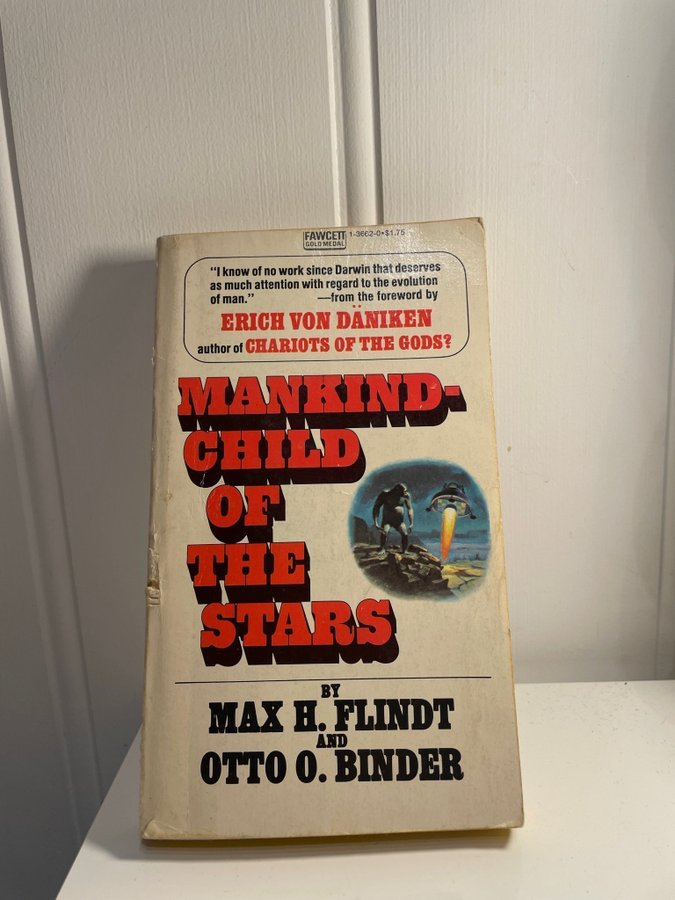 FAWCETT
GOLD MEDAL
1-3662-0•$1.75
"I know of no work since Darwin that deserves
as much attention with regard to the evolution
of man." —from the foreword by
ERICH VON DÄNIKEN
author of CHARIOTS OF THE GODS?
MANKIND-
CHILD
OF
THE
STARS
BY
MAX H. FLINDT
AND
OTTO O. BINDER